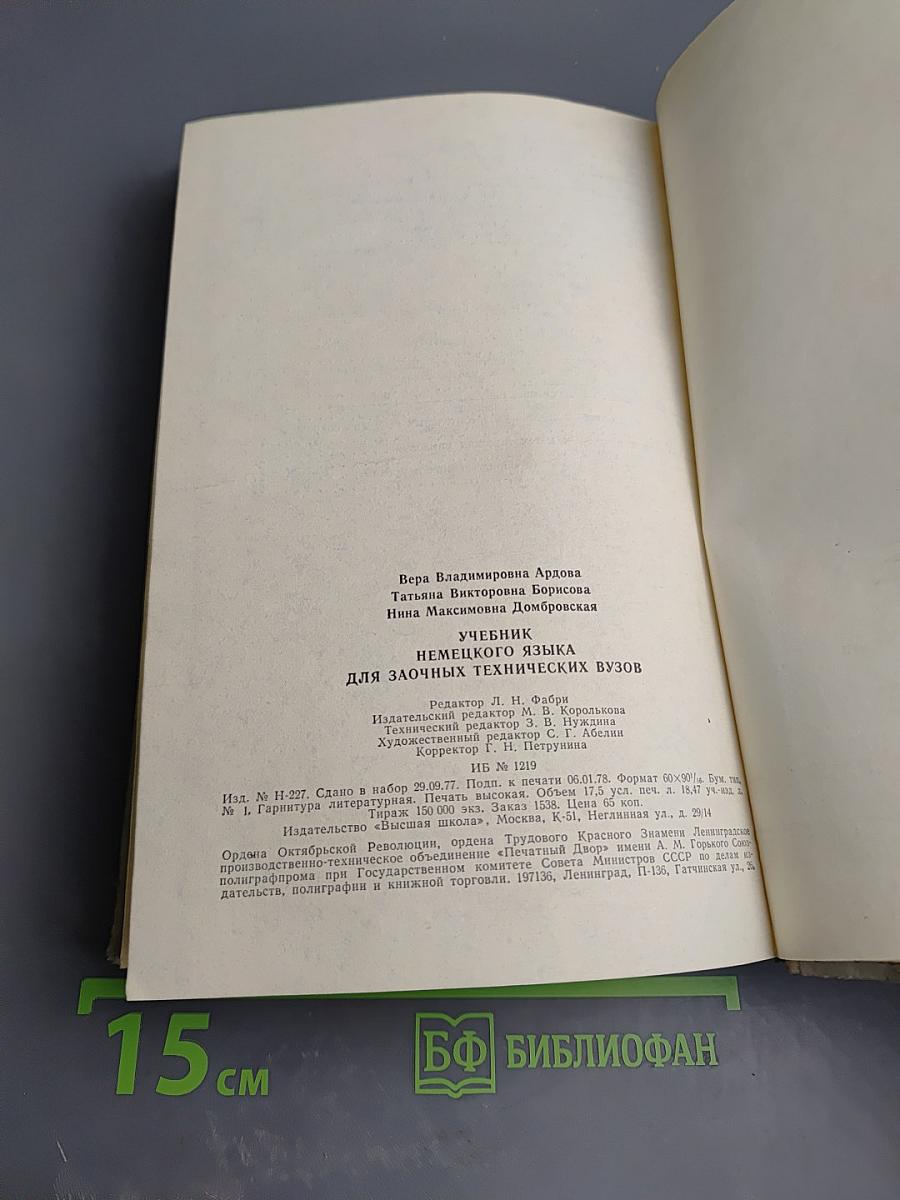 Вера Владимировна Ардова
Татьяна Викторовна Борисова
Нина Максимовна Домбровская
УЧЕБНИК
НЕМЕЦКОГО ЯЗЫКА
ДЛЯ ЗАОЧНЫХ ТЕХНИЧЕСКИХ ВУЗОВ
Редактор Л. Н. Фабри
Издательский редактор М. В. Королькова
Технический редактор З. В. Нуждина
Художественный редактор С. Г. Абелин
Корректор Г. Н. Петрунина
ИБ № 1219
Изд. № Н-227. Сдано в набор 29.09.77. Подп. к печати 06.01.78. Формат 60×90¹/₁₆. Бум. тип.
№ 1. Гарнитура литературная. Печать высокая. Объем 17,5 усл. печ. л. 18,47 уч.-изд. л.
Тираж 150 000 экз. Заказ 1538. Цена 65 коп.
Издательство «Высшая школа», Москва, К-51, Неглинная ул., д. 29/14
Ордена Октябрьской Революции, ордена Трудового Красного Знамени Ленинградское
производственно-техническое объединение «Печатный Двор» имени А. М. Горького Союз-
полиграфпрома при Государственном комитете Совета Министров СССР по делам из-
дательств, полиграфии и книжной торговли. 197136, Ленинград, П-136, Гатчинская ул., 26.
15 см
БФ БИБЛИОФАН